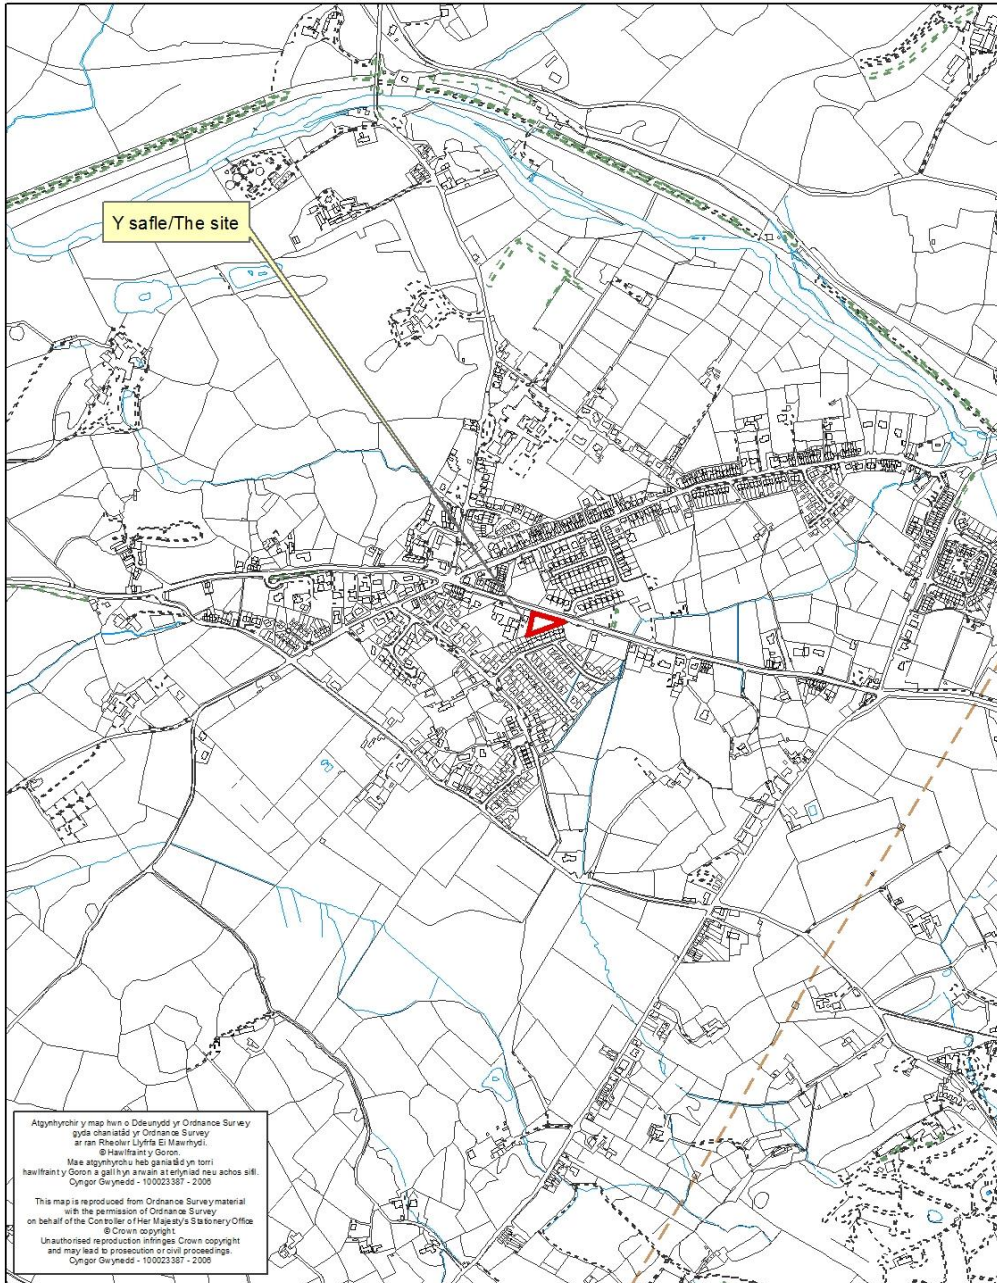 Y safle/The site
Atgynhyrchir y map hwn o Ddeunydd yr Ordnance Survey
gyda chaniatâd yr Ordnance Survey
ar ran Rheolwr Llyfrfa Ei Mawrhydi.
© Hawlfraint y Goron.
Mae atgynhyrchu heb ganiatâd yn torri
hawlfraint y Goron a gall hyn arwain at erlyniad neu achos sifil.
Cyngor Gwynedd - 100023387 - 2006
This map is reproduced from Ordnance Survey material
with the permission of Ordnance Survey
on behalf of the Controller of Her Majesty's Stationery Office
© Crown copyright.
Unauthorised reproduction infringes Crown copyright
and may lead to prosecution or civil proceedings.
Cyngor Gwynedd - 100023387 - 2006